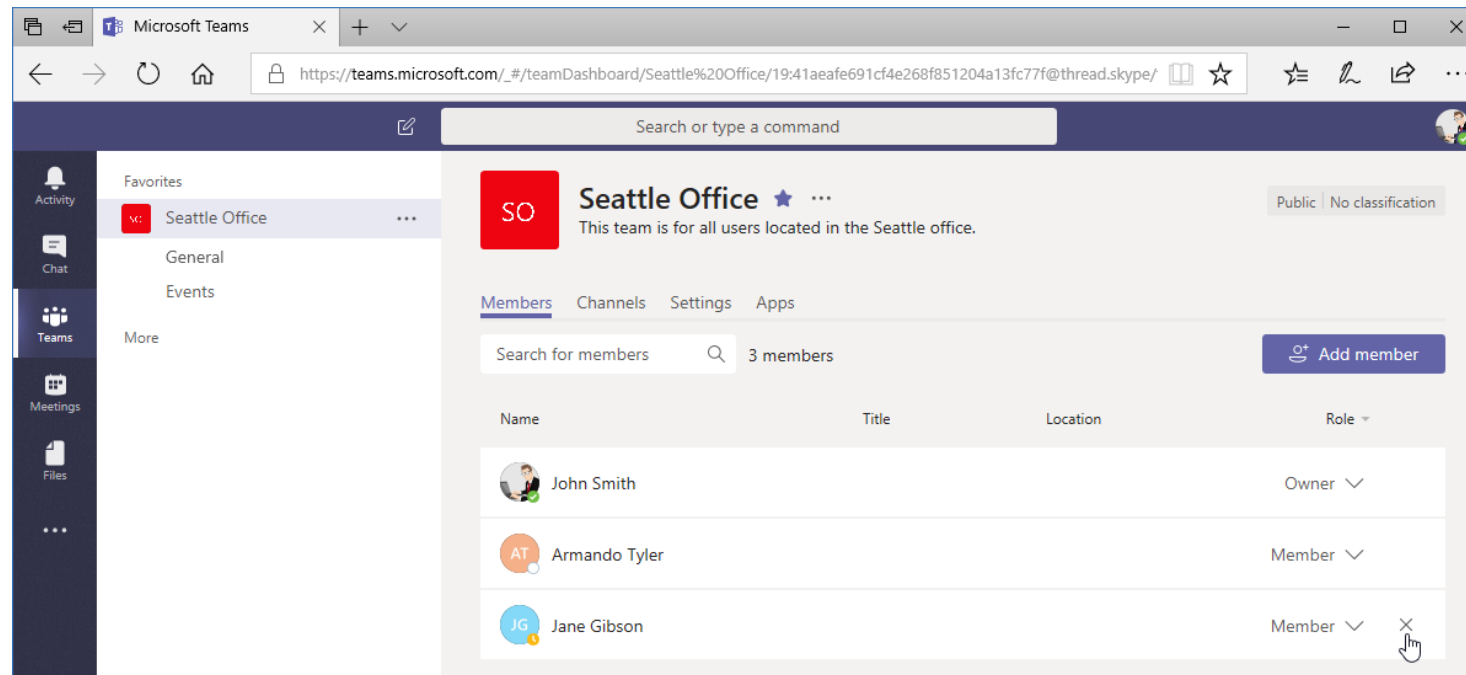 Microsoft Teams
https://teams.microsoft.com/_#/teamDashboard/Seattle%20Office/19:41aeafe691cf4e268f851204a13fc77f@thread.skype/
Search or type a command
Activity
Chat
Teams
Meetings
Files
Favorites
SO Seattle Office
General
Events
More
SO
Seattle Office
This team is for all users located in the Seattle office.
Public No classification
Members Channels Settings Apps
Search for members 3 members Add member
Name Title Location Role
John Smith Owner
AT Armando Tyler Member
JG Jane Gibson Member